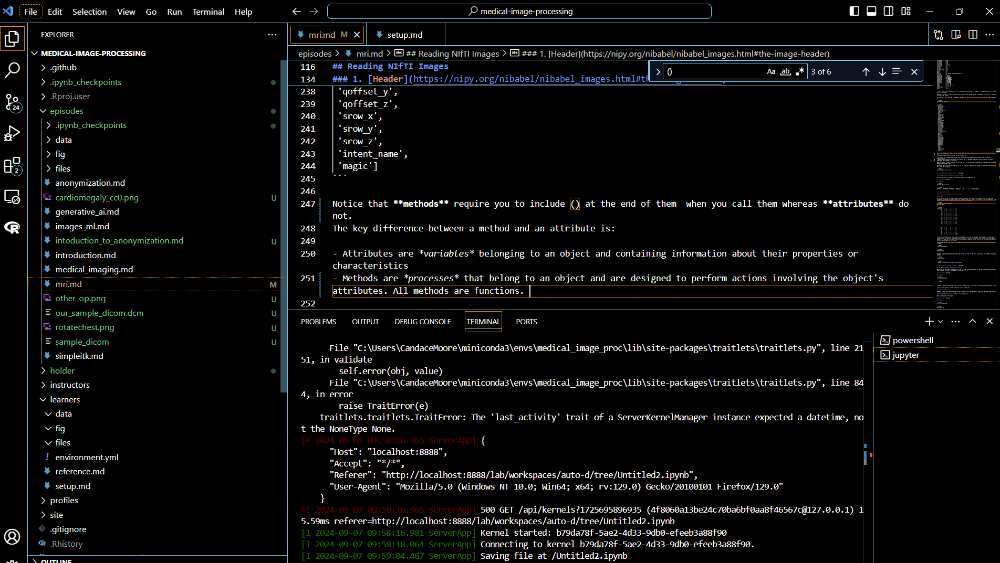 File Edit Selection View Go Run Terminal Help
medical-image-processing
EXPLORER
MEDICAL-IMAGE-PROCESSING
.github
.ipynb_checkpoints
.Rproj.user
episodes
.ipynb_checkpoints
data
fig
files
anonymization.md
cardiomegaly_cc0.png U
generative_ai.md
images_ml.md
intoduction_to_anonymization.md U
introduction.md
medical_imaging.md
mri.md M
other_op.png U
our_sample_dicom.dcm U
rotatechest.png U
sample_dicom U
simpleitk.md
holder
instructors
learners
data
fig
files
environment.yml
reference.md
setup.md
profiles
site
.gitignore
.Rhistory
OUTLINE
24
2
mri.md M
setup.md
episodes > mri.md > ## Reading NIfTI Images > ### 1. [Header](https://nipy.org/nibabel/nibabel_images.html#the-image-header)
() Aa ab 3 of 6
116 ## Reading NIfTI Images
134 ### 1. [Header](https://nipy.org/nibabel/nibabel_images.html#th
238 'qoffset_y',
239 'qoffset_z',
240 'srow_x',
241 'srow_y',
242 'srow_z',
243 'intent_name',
244 'magic']
245 ```
246
247 Notice that **methods** require you to include () at the end of them  when you call them whereas **attributes** do
not.
248 The key difference between a method and an attribute is:
249
250 - Attributes are *variables* belonging to an object and containing information about their properties or
characteristics
251 - Methods are *processes* that belong to an object and are designed to perform actions involving the object's
attributes. All methods are functions.
252
PROBLEMS OUTPUT DEBUG CONSOLE TERMINAL PORTS
powershell
jupyter
File "C:\Users\CandaceMoore\miniconda3\envs\medical_image_proc\lib\site-packages\traitlets\traitlets.py", line 21
51, in validate
self.error(obj, value)
File "C:\Users\CandaceMoore\miniconda3\envs\medical_image_proc\lib\site-packages\traitlets\traitlets.py", line 84
4, in error
raise TraitError(e)
traitlets.traitlets.TraitError: The 'last_activity' trait of a ServerKernelManager instance expected a datetime, no
t the NoneType None.
[E 2024-09-07 09:58:16.965 ServerApp] {
"Host": "localhost:8888",
"Accept": "*/*",
"Referer": "http://localhost:8888/lab/workspaces/auto-d/tree/Untitled2.ipynb",
"User-Agent": "Mozilla/5.0 (Windows NT 10.0; Win64; x64; rv:129.0) Gecko/20100101 Firefox/129.0"
}
[E 2024-09-07 09:58:16.965 ServerApp] 500 GET /api/kernels?1725695896935 (4f8060a13be24c70ba6bf0aa8f46567c@127.0.0.1) 1
5.59ms referer=http://localhost:8888/lab/workspaces/auto-d/tree/Untitled2.ipynb
[I 2024-09-07 09:58:16.981 ServerApp] Kernel started: b79da78f-5ae2-4d33-9db0-efeeb3a88f90
[I 2024-09-07 09:58:18.064 ServerApp] Connecting to kernel b79da78f-5ae2-4d33-9db0-efeeb3a88f90.
[I 2024-09-07 09:59:04.487 ServerApp] Saving file at /Untitled2.ipynb